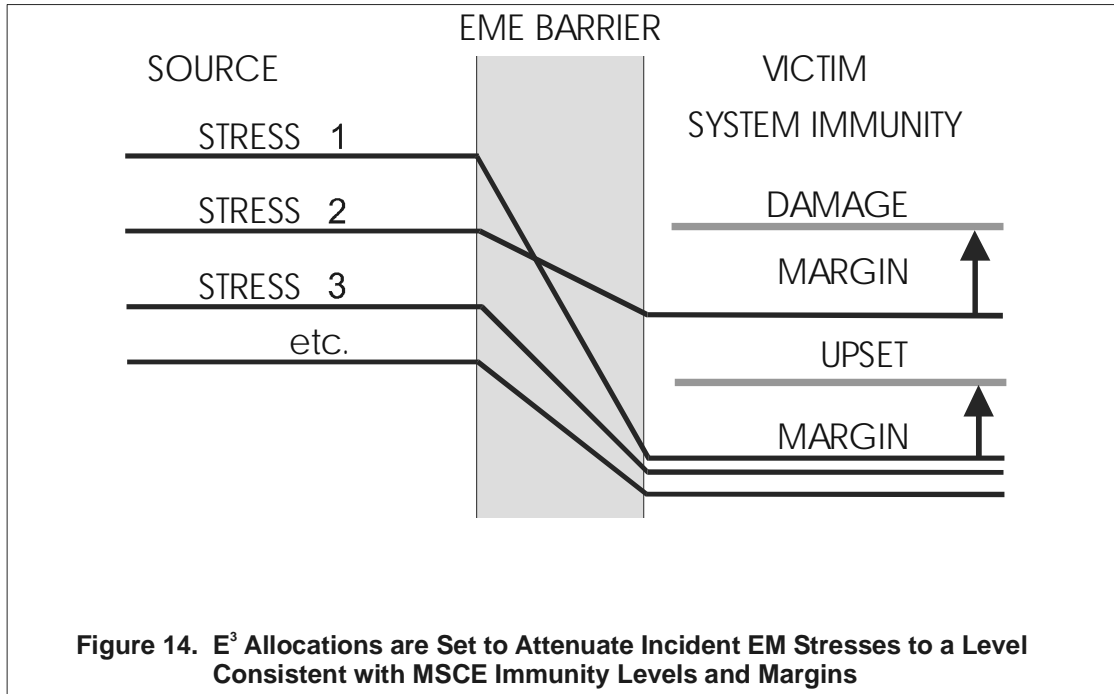 EME BARRIER
SOURCE
VICTIM
SYSTEM IMMUNITY
STRESS 1
STRESS 2
STRESS 3
etc.
DAMAGE
MARGIN
UPSET
MARGIN
Figure 14. E³ Allocations are Set to Attenuate Incident EM Stresses to a Level
Consistent with MSCE Immunity Levels and Margins